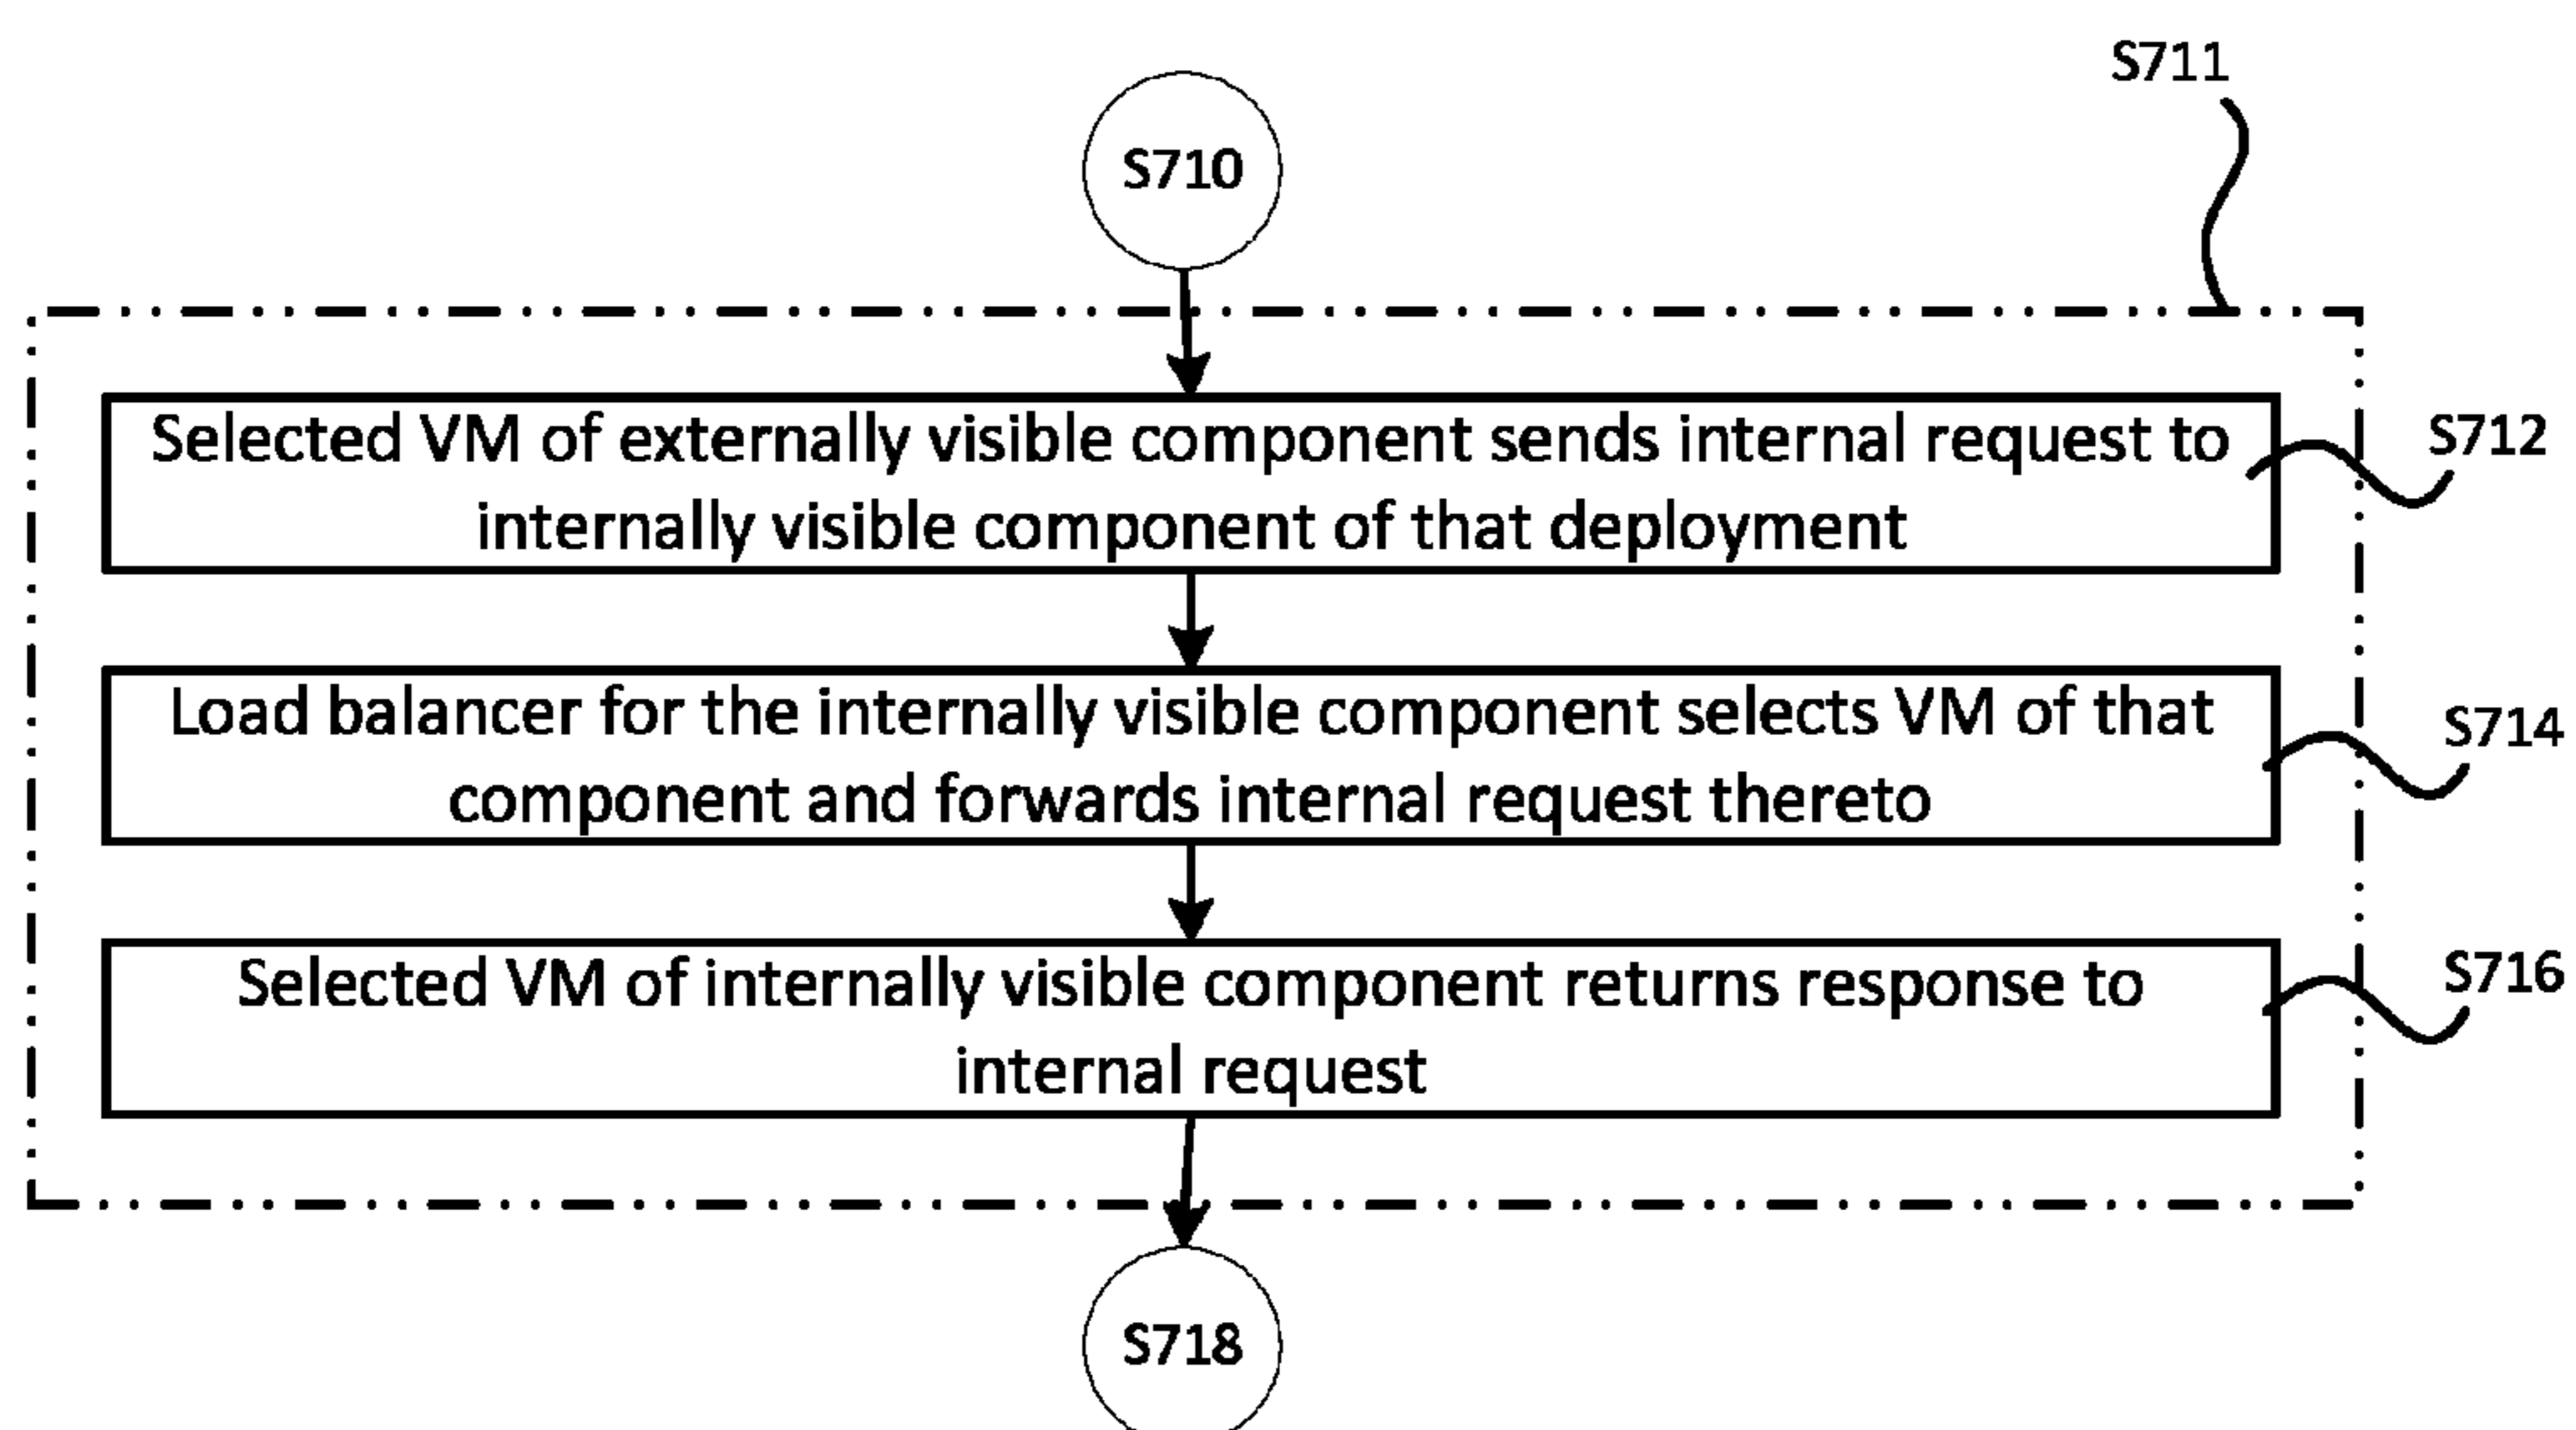 S711
S710
Selected VM of externally visible component sends internal request to
internally visible component of that deployment
S712
Load balancer for the internally visible component selects VM of that
component and forwards internal request thereto
S714
Selected VM of internally visible component returns response to
internal request
S716
S718